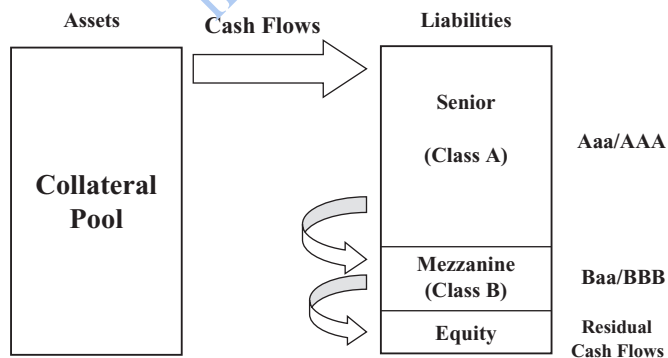 Assets
Cash Flows
Liabilities
Collateral
Pool
Senior
(Class A)
Aaa/AAA
Mezzanine
(Class B)
Baa/BBB
Equity
Residual
Cash Flows